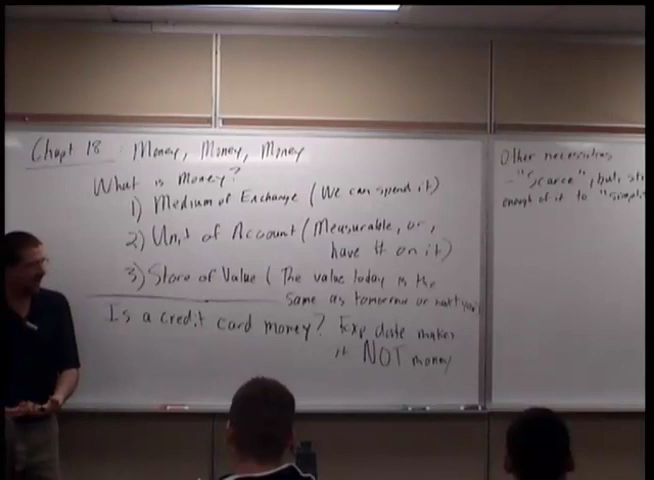 Chapt 18 Money, Money, Money
What is Money?
1) Medium of Exchange (We can spend it)
2) Unit of Account (Measurable, or,
have # on it)
3) Store of Value ( The value today is the
same as tomorrow or next year)
Is a credit card money? Exp date makes
it NOT money
Other necessities
- "Scarce", but,
enough of it to